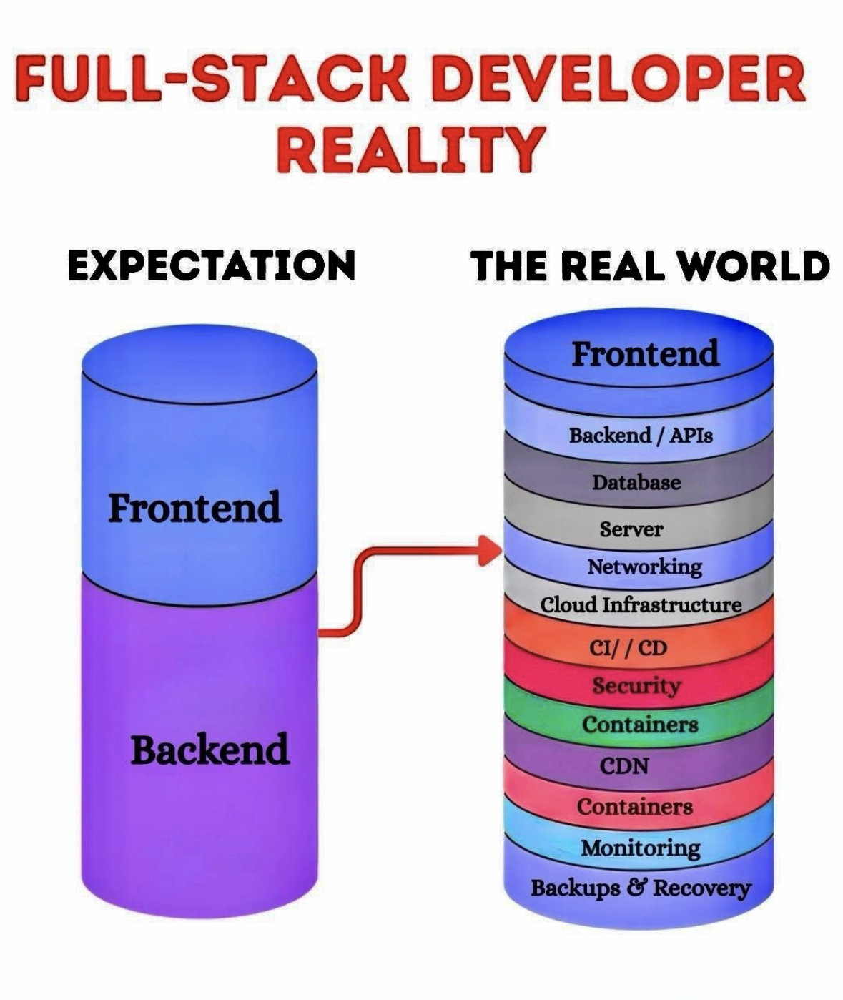 FULL-STACK DEVELOPER
REALITY
EXPECTATION
Frontend
Backend
THE REAL WORLD
Frontend
Backend / APIs
Database
Server
Networking
Cloud Infrastructure
CI/ / CD
Security
Containers
CDN
Containers
Monitoring
Backups & Recovery